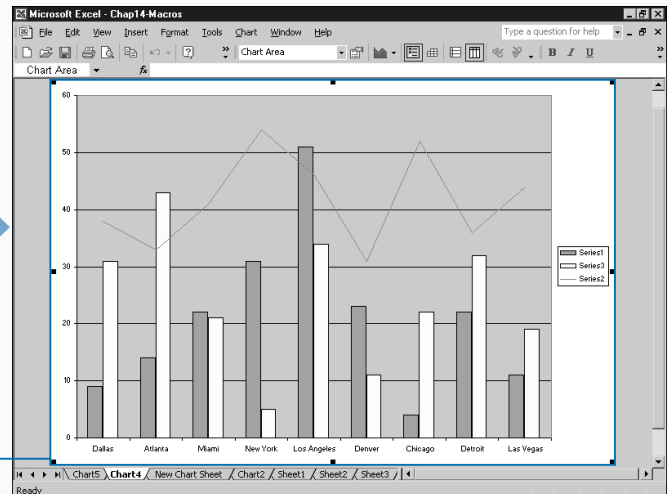 Microsoft Excel - Chap14-Macros
File Edit View Insert Format Tools Chart Window Help
Type a question for help
Chart Area
B I U
Chart Area
fx
60
50
40
30
20
10
0
Dallas Atlanta Miami New York Los Angeles Denver Chicago Detroit Las Vegas
Series1
Series3
Series2
Chart5 Chart4 New Chart Sheet Chart2 Sheet1 Sheet2 Sheet3
Ready